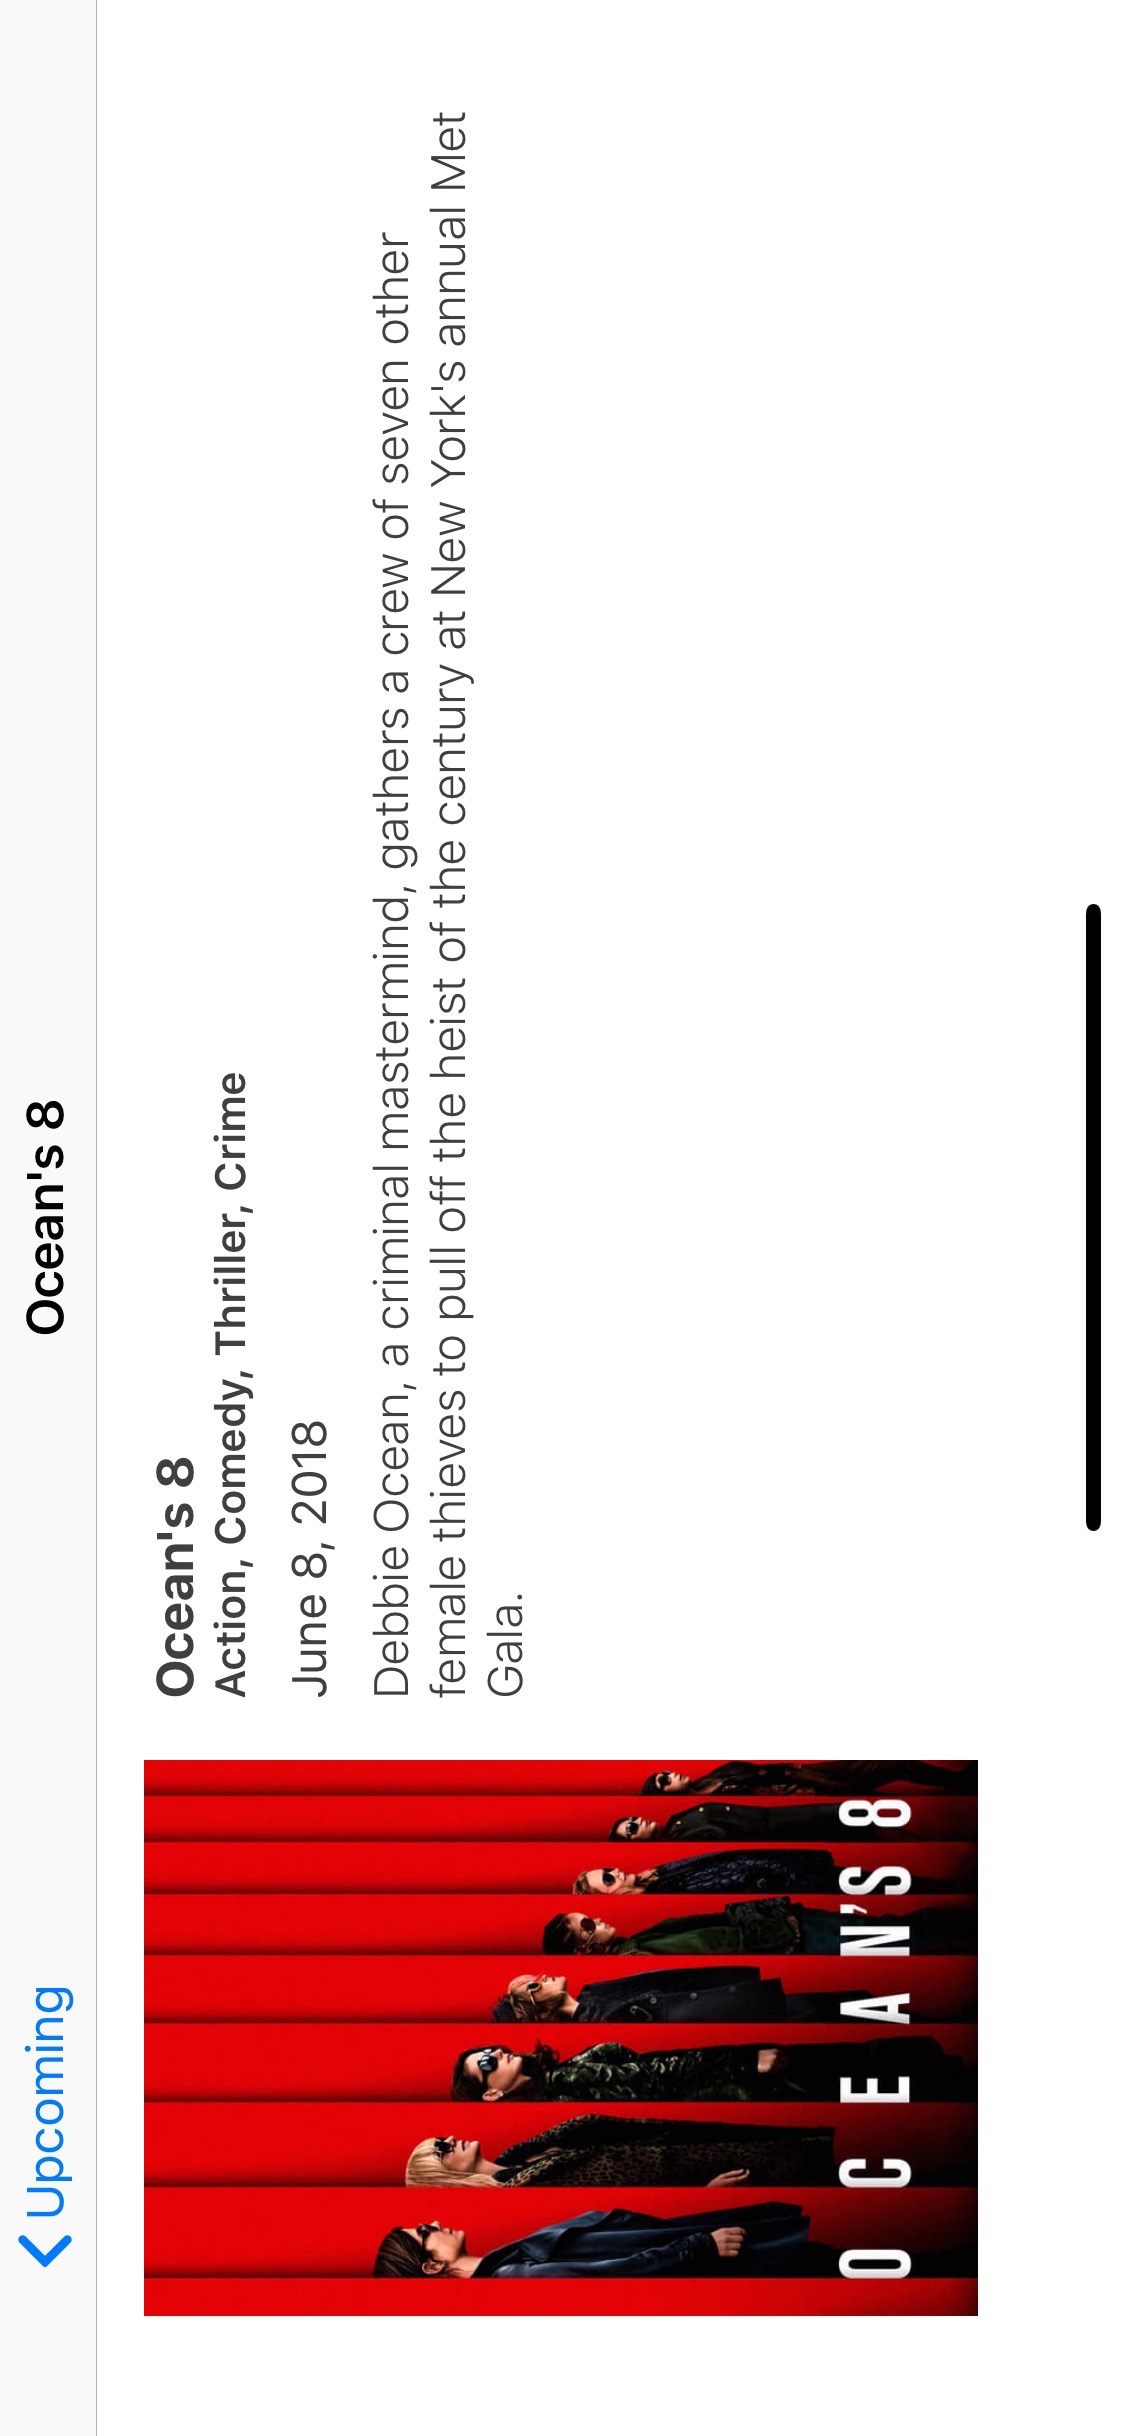 Upcoming
Ocean's 8
Ocean's 8
Action, Comedy, Thriller, Crime
June 8, 2018
Debbie Ocean, a criminal mastermind, gathers a crew of seven other
female thieves to pull off the heist of the century at New York's annual Met
Gala.
OCEAN'S 8